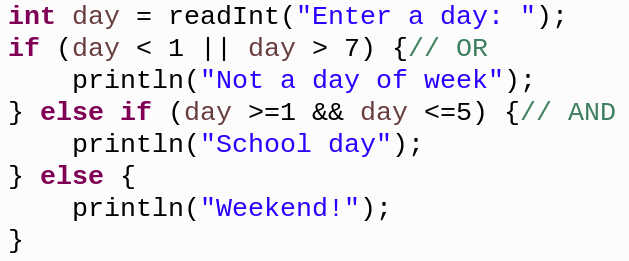 int day = readInt("Enter a day: ");
if (day < 1 || day > 7) {// OR
    println("Not a day of week");
} else if (day >=1 && day <=5) {// AND
    println("School day");
} else {
    println("Weekend!");
}